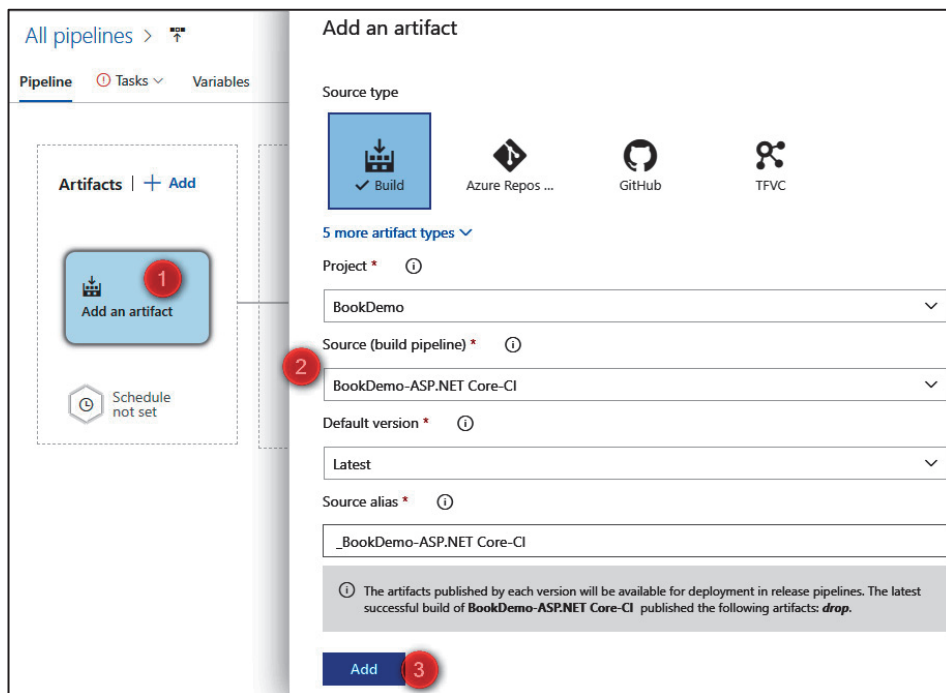 All pipelines >
Pipeline Tasks Variables
Artifacts | + Add
1
Add an artifact
Schedule
not set
Add an artifact
Source type
Build
Azure Repos ...
GitHub
TFVC
5 more artifact types
Project *
BookDemo
Source (build pipeline) *
2
BookDemo-ASP.NET Core-CI
Default version *
Latest
Source alias *
_BookDemo-ASP.NET Core-CI
The artifacts published by each version will be available for deployment in release pipelines. The latest
successful build of BookDemo-ASP.NET Core-CI published the following artifacts: drop.
Add
3